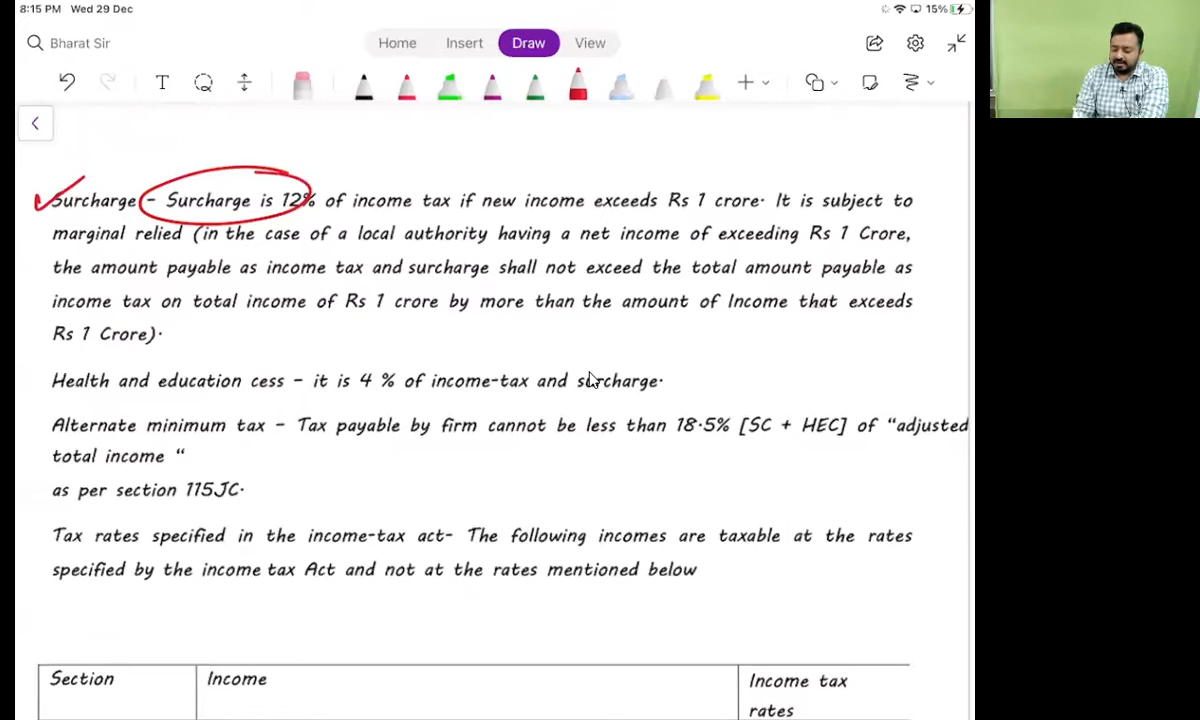 8:15 PM Wed 29 Dec
15%
Bharat Sir
Home Insert Draw View
T
Surcharge - Surcharge is 12% of income tax if new income exceeds Rs 1 crore. It is subject to
marginal relied (in the case of a local authority having a net income of exceeding Rs 1 Crore,
the amount payable as income tax and surcharge shall not exceed the total amount payable as
income tax on total income of Rs 1 crore by more than the amount of Income that exceeds
Rs 1 Crore).
Health and education cess - it is 4 % of income-tax and surcharge.
Alternate minimum tax - Tax payable by firm cannot be less than 18.5% [SC + HEC] of "adjusted
total income "
as per section 115JC.
Tax rates specified in the income-tax act- The following incomes are taxable at the rates
specified by the income tax Act and not at the rates mentioned below
Section
Income
Income tax
rates